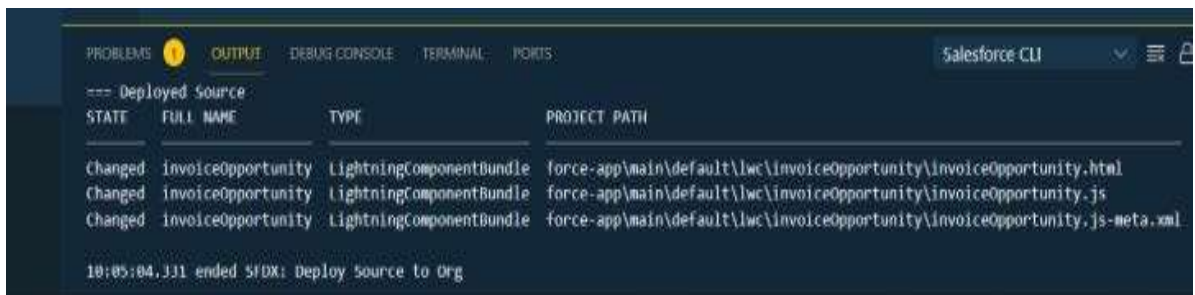 PROBLEMS 1 OUTPUT DEBUG CONSOLE TERMINAL PORTS Salesforce CLI
=== Deployed Source
STATE FULL NAME TYPE PROJECT PATH
Changed invoiceOpportunity LightningComponentBundle force-app\main\default\lwc\invoiceOpportunity\invoiceOpportunity.html
Changed invoiceOpportunity LightningComponentBundle force-app\main\default\lwc\invoiceOpportunity\invoiceOpportunity.js
Changed invoiceOpportunity LightningComponentBundle force-app\main\default\lwc\invoiceOpportunity\invoiceOpportunity.js-meta.xml
10:05:04.331 ended SFDX: Deploy Source to Org